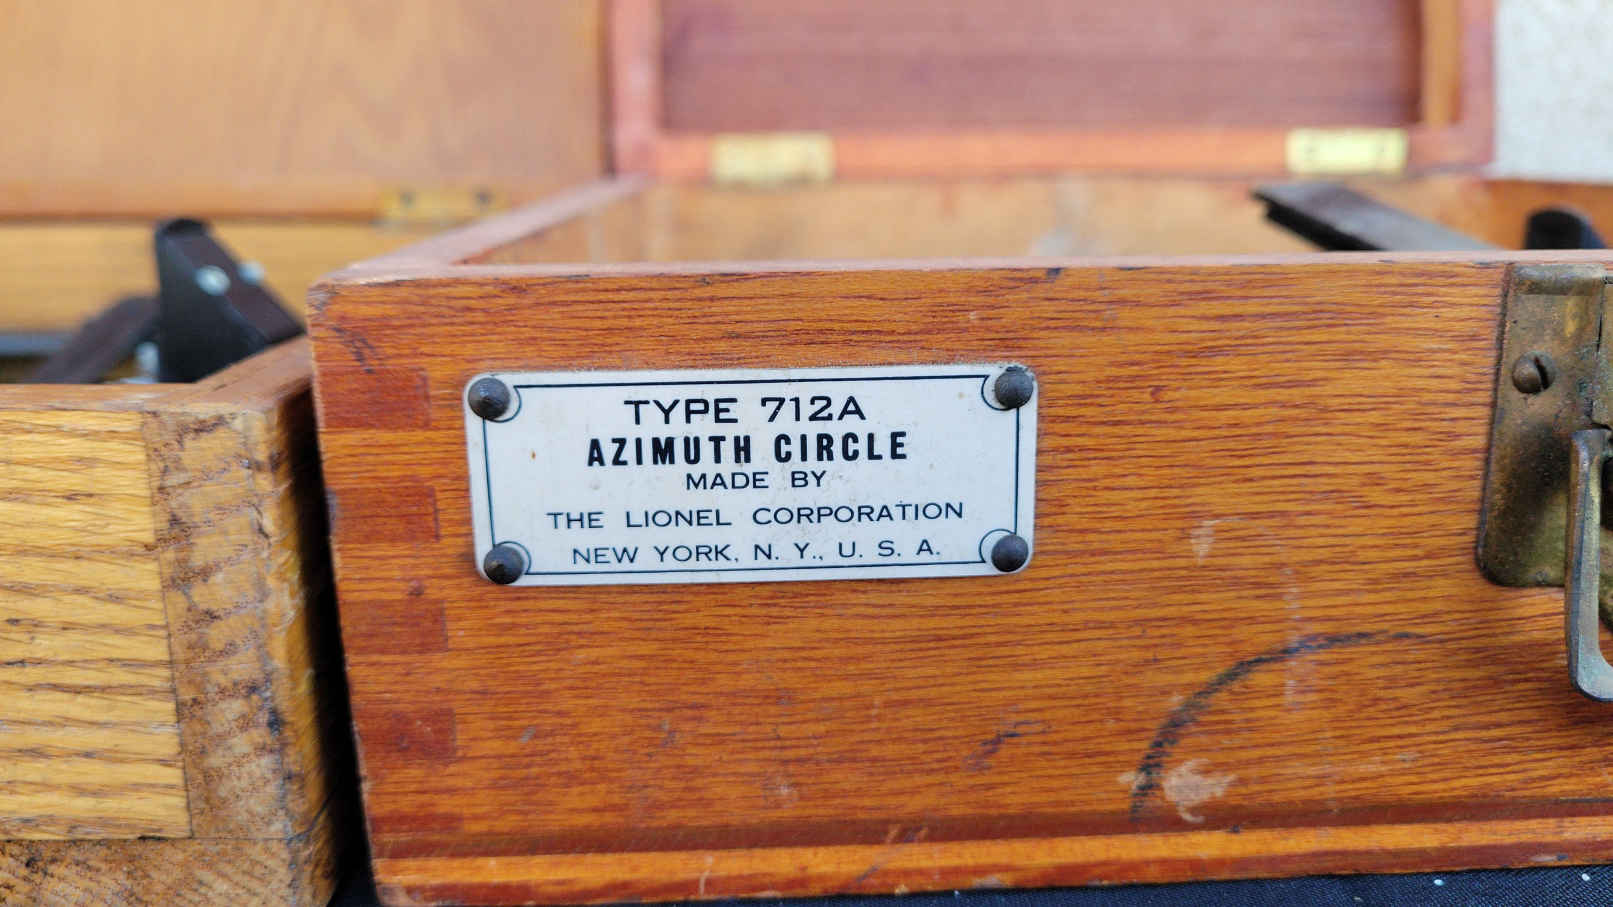 TYPE 712A
AZIMUTH CIRCLE
MADE BY
THE LIONEL CORPORATION
NEW YORK, N. Y., U. S. A.